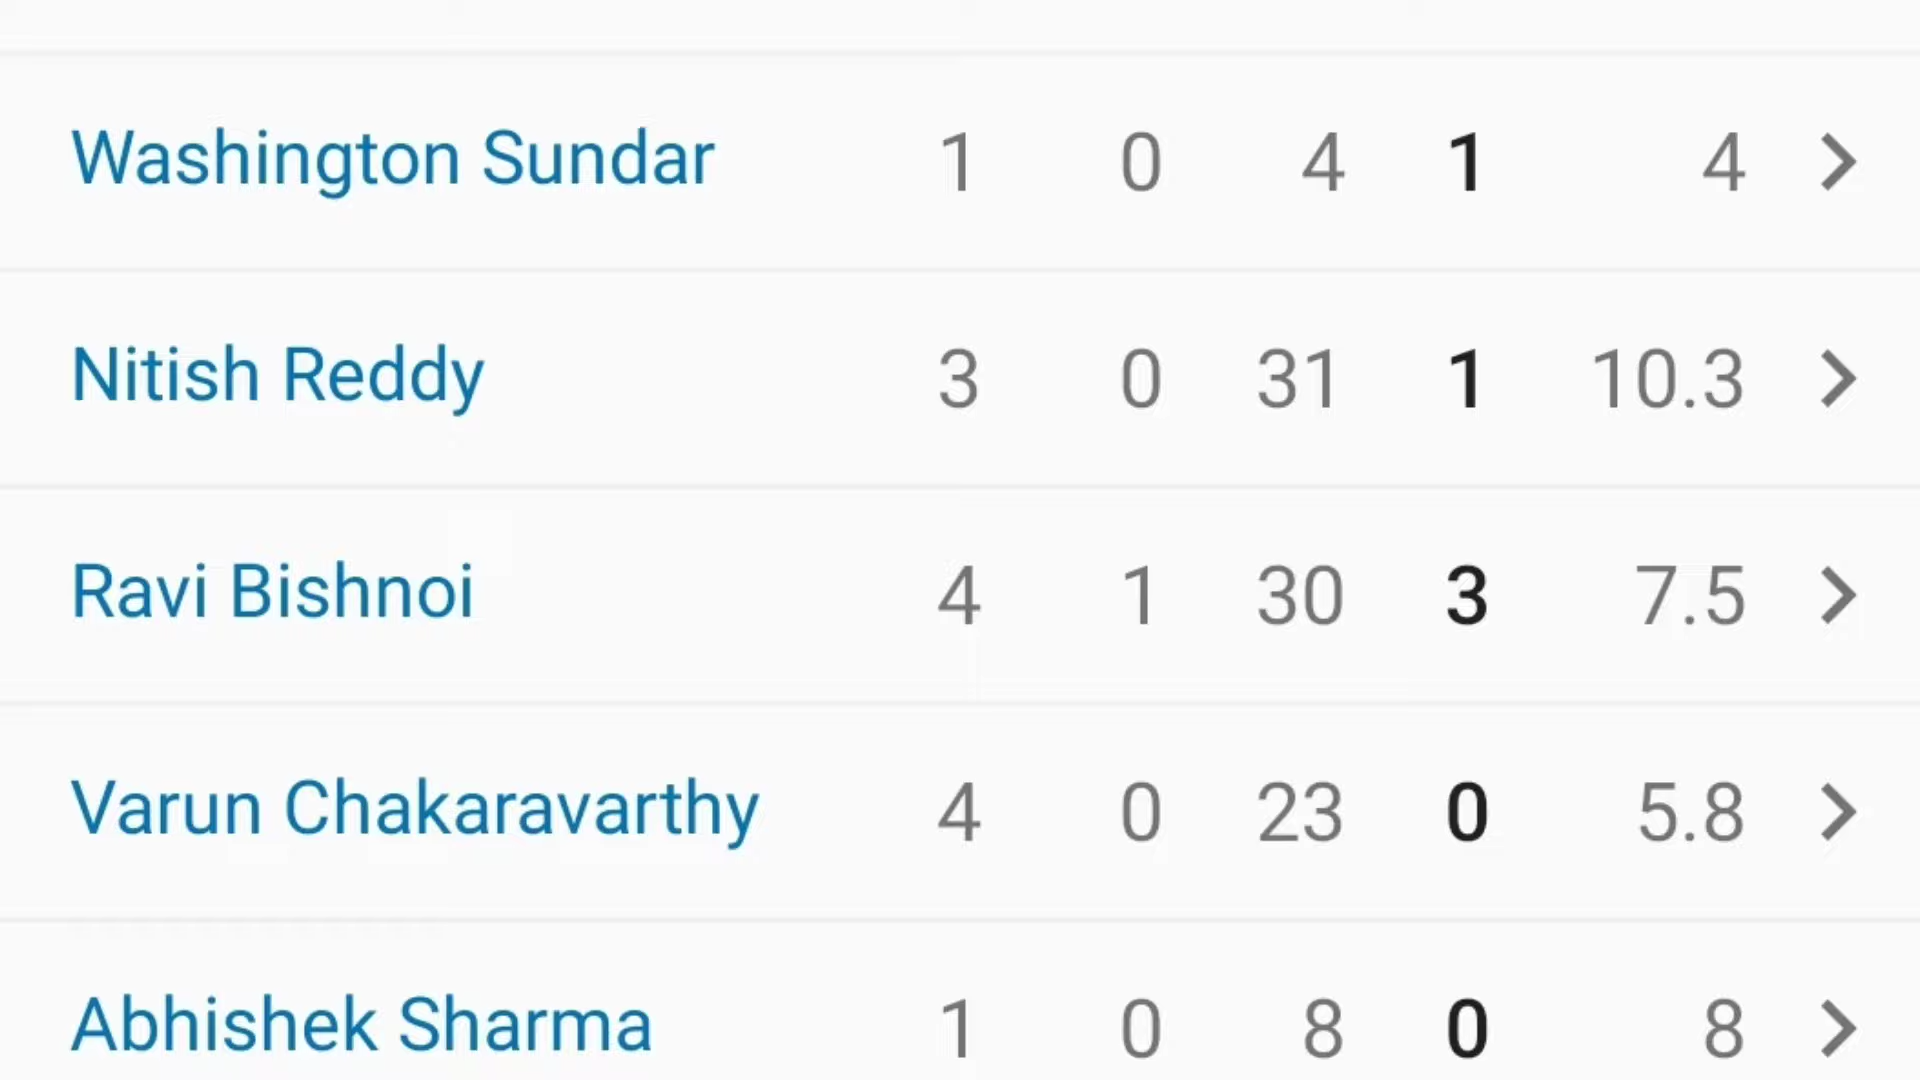 Washington Sundar 1 0 4 1 4
Nitish Reddy 3 0 31 1 10.3
Ravi Bishnoi 4 1 30 3 7.5
Varun Chakaravarthy 4 0 23 0 5.8
Abhishek Sharma 1 0 8 0 8